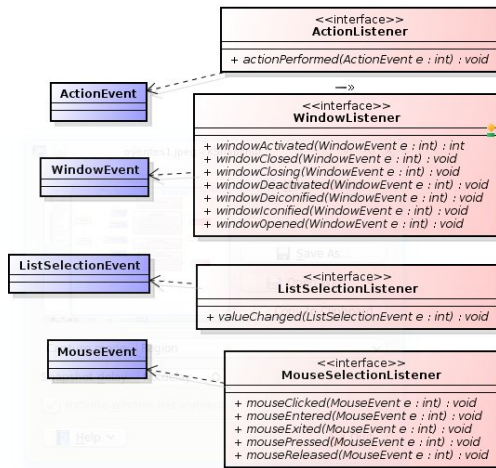 <<interface>>
ActionListener
+ actionPerformed(ActionEvent e : int) : void
ActionEvent
<<interface>>
WindowListener
+ windowActivated(WindowEvent e : int) : int
+ windowClosed(WindowEvent e : int) : void
+ windowClosing(WindowEvent e : int) : void
+ windowDeactivated(WindowEvent e : int) : void
+ windowDeiconified(WindowEvent e : int) : void
+ windowIconified(WindowEvent e : int) : void
+ windowOpened(WindowEvent e : int) : void
WindowEvent
Save As
ListSelectionEvent
<<interface>>
ListSelectionListener
+ valueChanged(ListSelectionEvent e : int) : void
MouseEvent
<<interface>>
MouseSelectionListener
+ mouseClicked(MouseEvent e : int) : void
+ mouseEntered(MouseEvent e : int) : void
+ mouseExited(MouseEvent e : int) : void
+ mousePressed(MouseEvent e : int) : void
+ mouseReleased(MouseEvent e : int) : void
Help